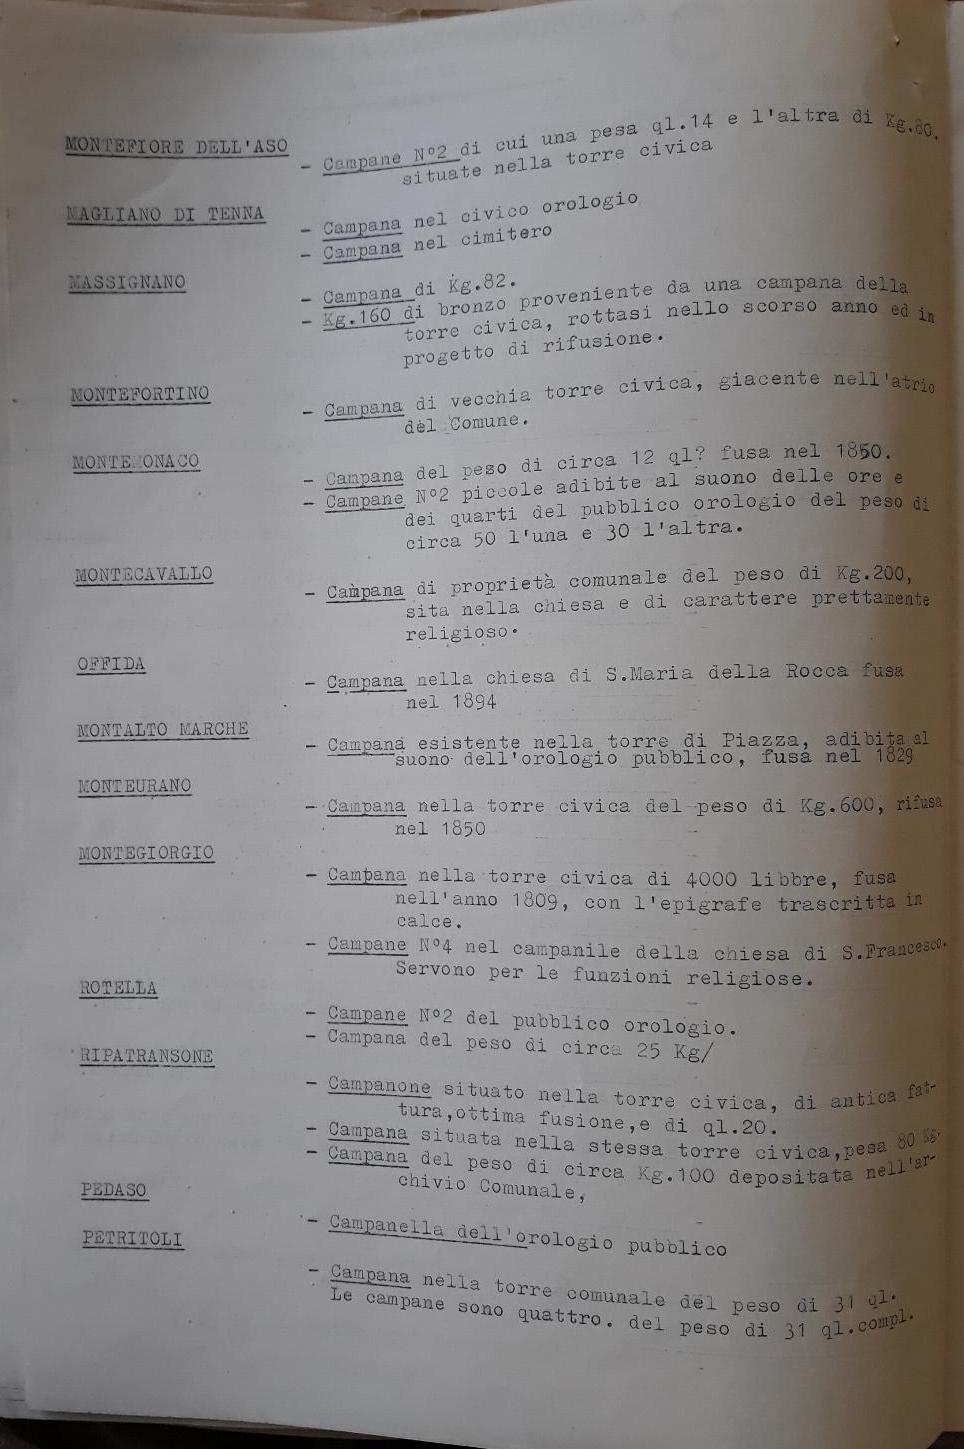 MONTEFIORE DELL'ASO
- Campane N°2 di cui una pesa ql.14 e l'altra di Kg.80,
situate nella torre civica
MAGLIANO DI TENNA
- Campana nel civico orologio
- Campana nel cimitero
MASSIGNANO
- Campana di Kg.82.
- Kg.160 di bronzo proveniente da una campana della
torre civica, rottasi nello scorso anno ed in
progetto di rifusione.
MONTEFORTINO
- Campana di vecchia torre civica, giacente nell'atrio
del Comune.
MONTEMONACO
- Campana del peso di circa 12 ql? fusa nel 1850.
- Campane N°2 piccole adibite al suono delle ore e
dei quarti del pubblico orologio del peso di
circa 50 l'una e 30 l'altra.
MONTECAVALLO
- Campana di proprietà comunale del peso di Kg.200,
sita nella chiesa e di carattere prettamente
religioso.
OFFIDA
- Campana nella chiesa di S.Maria della Rocca fusa
nel 1894
MONTALTO MARCHE
- Campana esistente nella torre di Piazza, adibita al
suono dell'orologio pubblico, fusa nel 1829
MONTEURANO
- Campana nella torre civica del peso di Kg.600, rifusa
nel 1850
MONTEGIORGIO
- Campana nella torre civica di 4000 libbre, fusa
nell'anno 1809, con l'epigrafe trascritta in
calce.
- Campane N°4 nel campanile della chiesa di S.Francesco.
Servono per le funzioni religiose.
ROTELLA
- Campane N°2 del pubblico orologio.
- Campana del peso di circa 25 Kg/
RIPATRANSONE
- Campanone situato nella torre civica, di antica fat-
tura,ottima fusione,e di ql.20.
- Campana situata nella stessa torre civica,pesa 80 Kg.
- Campana del peso di circa Kg.100 depositata nell'ar-
chivio Comunale,
PEDASO
- Campanella dell'orologio pubblico
PETRITOLI
- Campana nella torre comunale del peso di 31 ql.
Le campane sono quattro. del peso di 31 ql.compl.